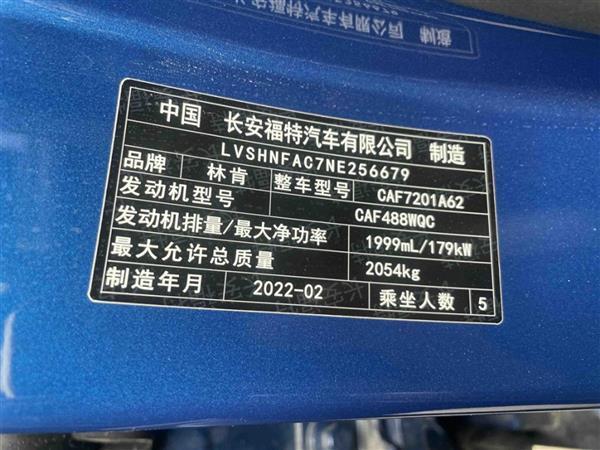 中国 长安福特汽车有限公司 制造
LVSHNFAC7NE256679
品牌 林肯 整车型号 CAF7201A62
发动机型号 CAF488WQC
发动机排量/最大净功率 1999mL/179kW
最大允许总质量 2054kg
制造年月 2022-02 乘坐人数 5